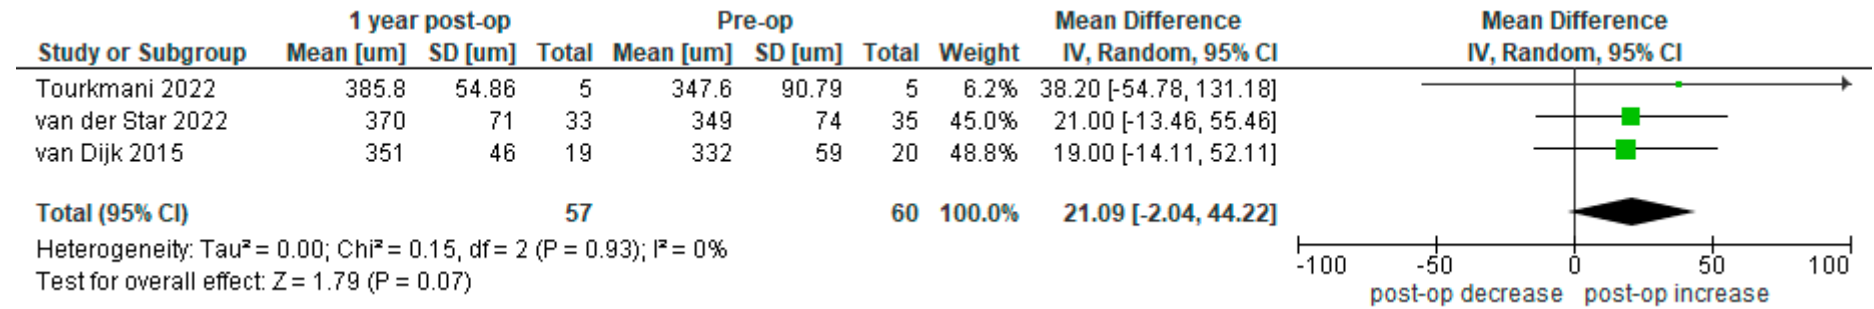 1 year post-op Pre-op Mean Difference Mean Difference
Study or Subgroup Mean [um] SD [um] Total Mean [um] SD [um] Total Weight IV, Random, 95% CI IV, Random, 95% CI
Tourkmani 2022 385.8 54.86 5 347.6 90.79 5 6.2% 38.20 [-54.78, 131.18]
van der Star 2022 370 71 33 349 74 35 45.0% 21.00 [-13.46, 55.46]
van Dijk 2015 351 46 19 332 59 20 48.8% 19.00 [-14.11, 52.11]
Total (95% CI) 57 60 100.0% 21.09 [-2.04, 44.22]
Heterogeneity: Tau² = 0.00; Chi² = 0.15, df = 2 (P = 0.93); I² = 0%
Test for overall effect: Z = 1.79 (P = 0.07)
-100 -50 0 50 100
post-op decrease post-op increase